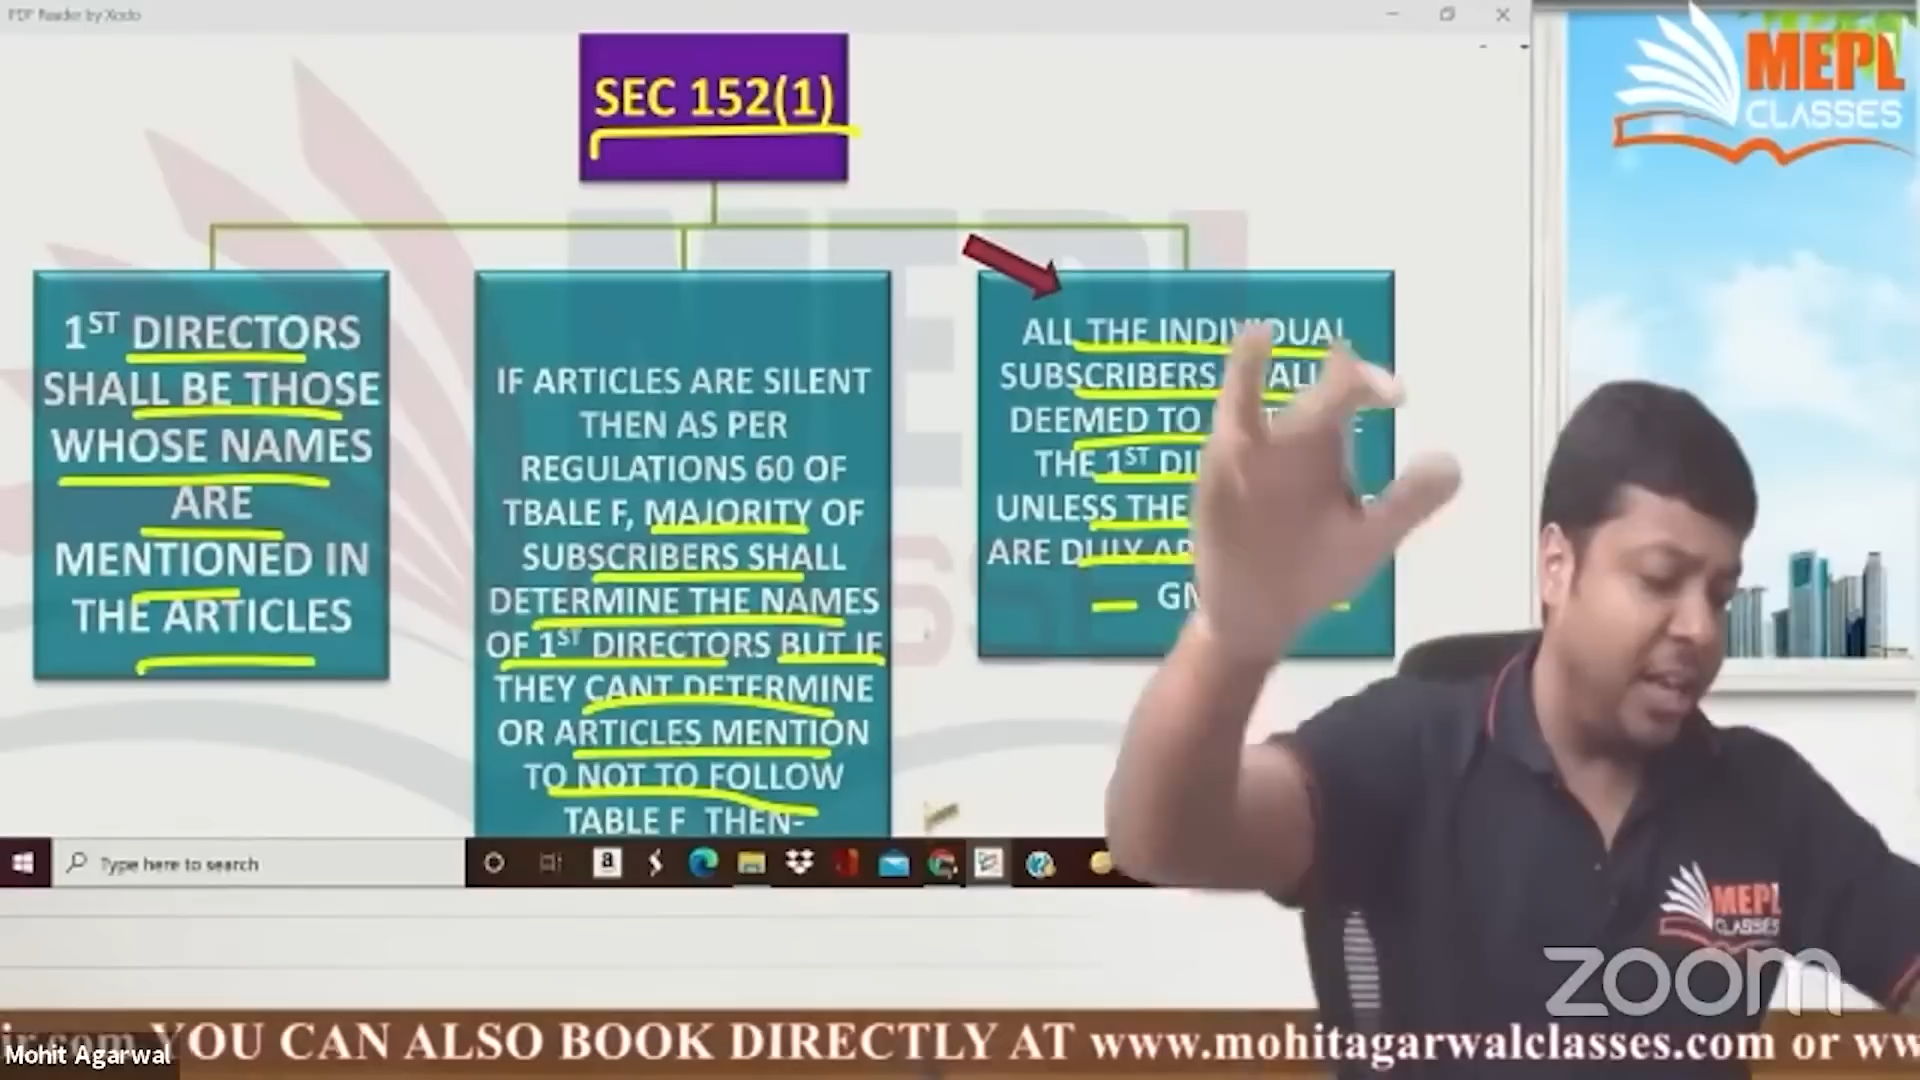 PDF Reader by Xodo
SEC 152(1)
1ST DIRECTORS
SHALL BE THOSE
WHOSE NAMES
ARE
MENTIONED IN
THE ARTICLES
IF ARTICLES ARE SILENT
THEN AS PER
REGULATIONS 60 OF
TBALE F, MAJORITY OF
SUBSCRIBERS SHALL
DETERMINE THE NAMES
OF 1ST DIRECTORS BUT IF
THEY CANT DETERMINE
OR ARTICLES MENTION
TO NOT TO FOLLOW
TABLE F THEN-
ALL THE INDIVIDUAL
SUBSCRIBERS
DEEMED TO
THE 1ST
UNLESS THE
ARE DULY
MEPL
CLASSES
Type here to search
MEPL
CLASSES
zoom
YOU CAN ALSO BOOK DIRECTLY AT www.mohitagarwalclasses.com or
Mohit Agarwal